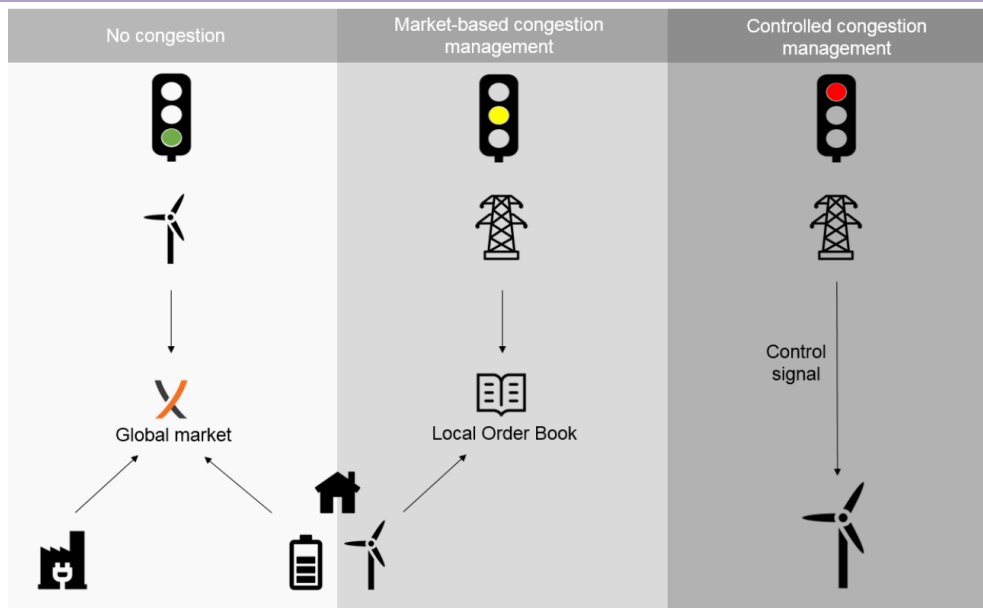 No congestion
Market-based congestion
management
Controlled congestion
management
Global market
Local Order Book
Control
signal